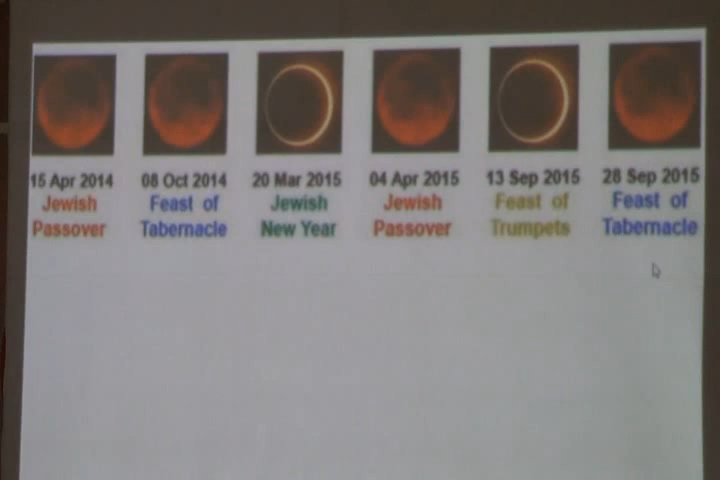 15 Apr 2014
Jewish
Passover
08 Oct 2014
Feast of
Tabernacle
20 Mar 2015
Jewish
New Year
04 Apr 2015
Jewish
Passover
13 Sep 2015
Feast of
Trumpets
28 Sep 2015
Feast of
Tabernacle